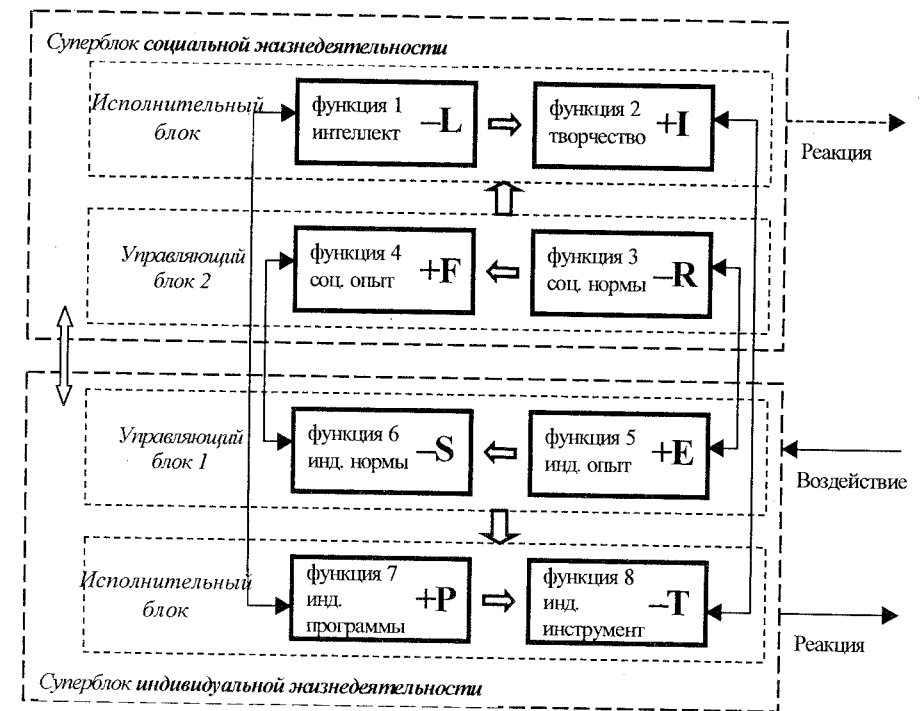 Суперблок социальной жизнедеятельности
Исполнительный
блок
функция 1
интеллект
–L
функция 2
творчество
+I
Реакция
Управляющий
блок 2
функция 4
соц. опыт
+F
функция 3
соц. нормы
–R
Управляющий
блок 1
функция 6
инд. нормы
–S
функция 5
инд. опыт
+E
Воздействие
Исполнительный
блок
функция 7
инд.
программы
+P
функция 8
инд.
инструмент
–T
Реакция
Суперблок индивидуальной жизнедеятельности